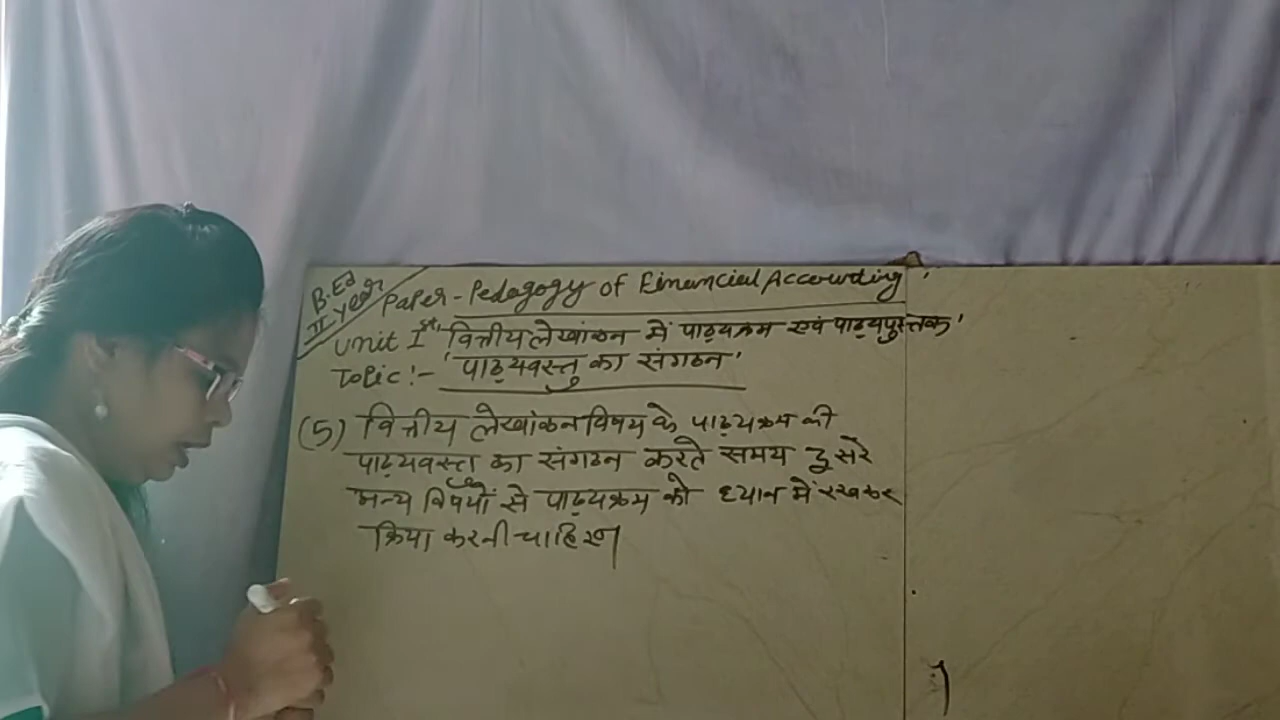 B.Ed
II Year
Paper - Pedagogy of Financial Accounting'
Unit Ist 'वित्तीय लेखांकन में पाठ्यक्रम एवं पाठ्यपुस्तक'
Topic:- 'पाठ्यवस्तु का संगठन'
(5) वित्तीय लेखांकन विषय के पाठ्यक्रम की
पाठ्यवस्तु का संगठन करते समय दूसरे
अन्य विषयों से पाठ्यक्रम को ध्यान में रखकर
क्रिया करनी चाहिए।